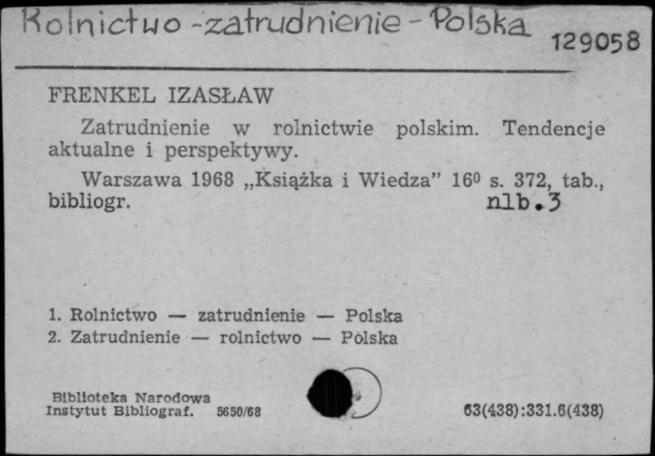 Rolnictwo - zatrudnienie - Polska
129058
FRENKEL IZASŁAW
Zatrudnienie w rolnictwie polskim. Tendencje
aktualne i perspektywy.
Warszawa 1968 „Książka i Wiedza” 16⁰ s. 372, tab.,
bibliogr.
nlb.3
1. Rolnictwo — zatrudnienie — Polska
2. Zatrudnienie — rolnictwo — Polska
Biblioteka Narodowa
Instytut Bibliograf. 5650/68
63(438):331.6(438)